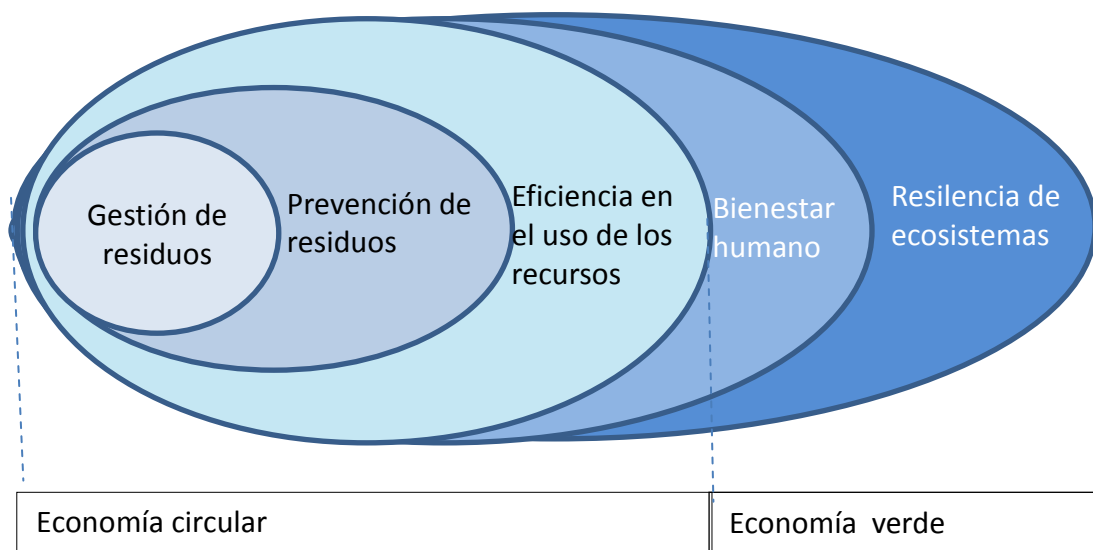 Gestión de
residuos
Prevención de
residuos
Eficiencia en
el uso de los
recursos
Bienestar
humano
Resilencia de
ecosistemas
Economía circular
Economía verde